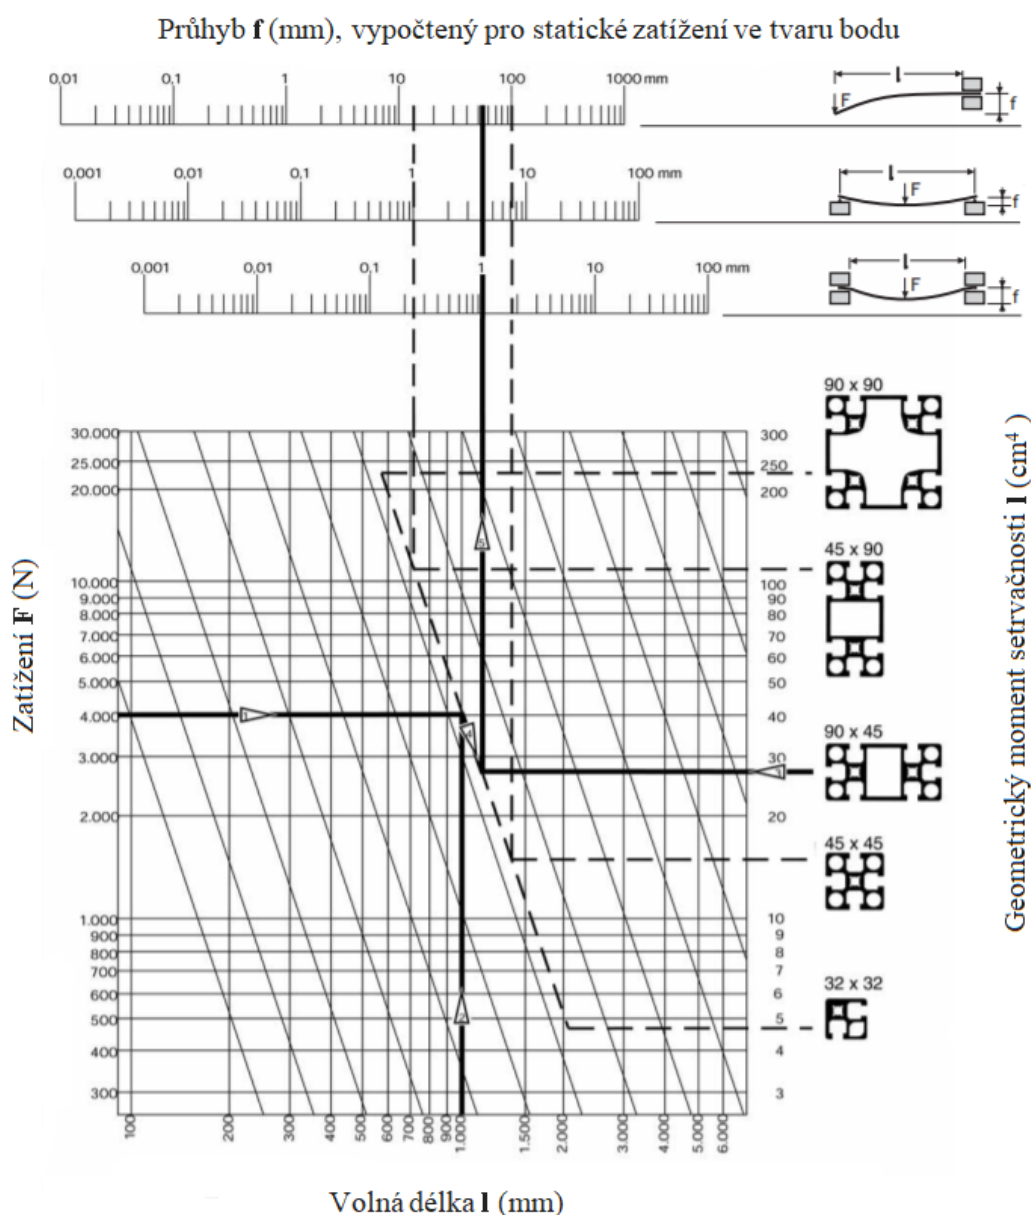 Průhyb f (mm), vypočtený pro statické zatížení ve tvaru bodu
0,01 0,1 1 10 100 1000 mm
l
F
f
0,001 0,01 0,1 1 10 100 mm
l
F
f
0,001 0,01 0,1 1 10 100 mm
l
F
f
90 x 90
30.000 300
25.000 250
20.000 200
5
45 x 90
10.000 100
9.000 90
8.000 80
7.000 70
6.000 60
5.000 50
4.000 1 40
4
90 x 45
3.000 3 30
2.000 20
45 x 45
1.000 10
900 9
800 8
700 7
32 x 32
600 6
500 2 5
400 4
300 3
100 200 300 400 500 600 700 800 900 1.000 1.500 2.000 3.000 4.000 5.000 6.000
Zatížení F (N)
Geometrický moment setrvačnosti l (cm⁴)
Volná délka l (mm)